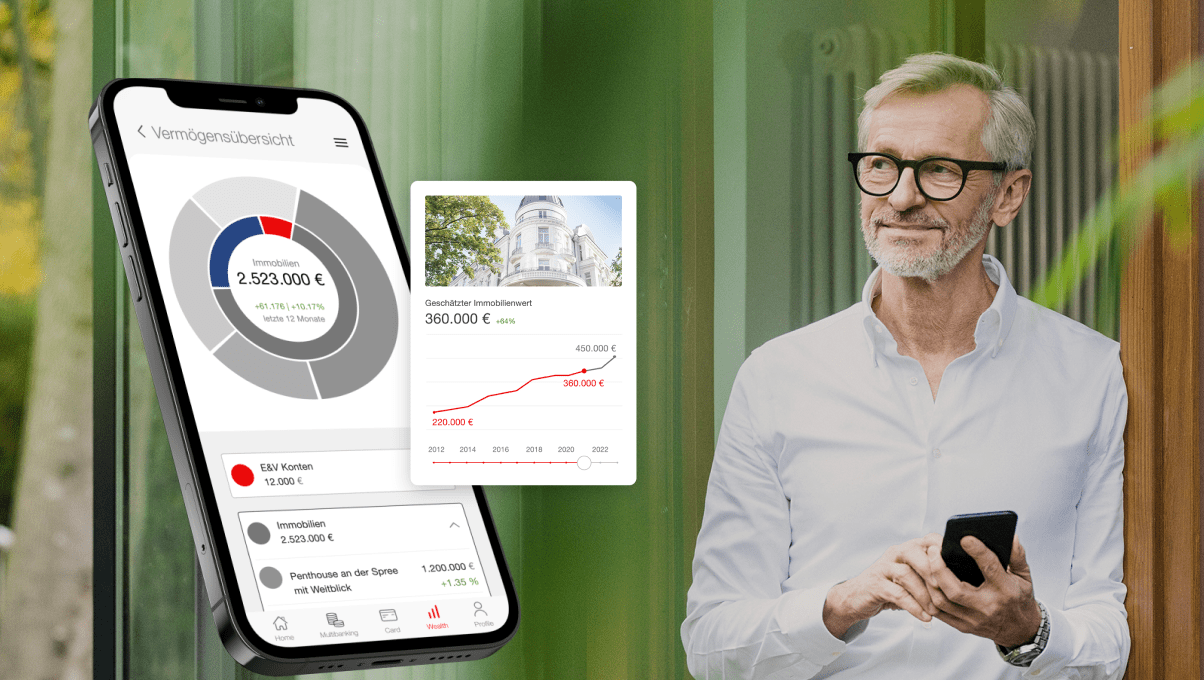 Vermögensübersicht
Immobilien
2.523.000 €
+61.176 | +10.17%
letzte 12 Monate
E&V Konten
12.000 €
Immobilien
2.523.000 €
Penthouse an der Spree
mit Weitblick
1.200.000 €
+1.35 %
Home
Multibanking
Card
Wealth
Profile
Geschätzter Immobilienwert
360.000 € +64%
450.000 €
360.000 €
220.000 €
2012 2014 2016 2018 2020 2022